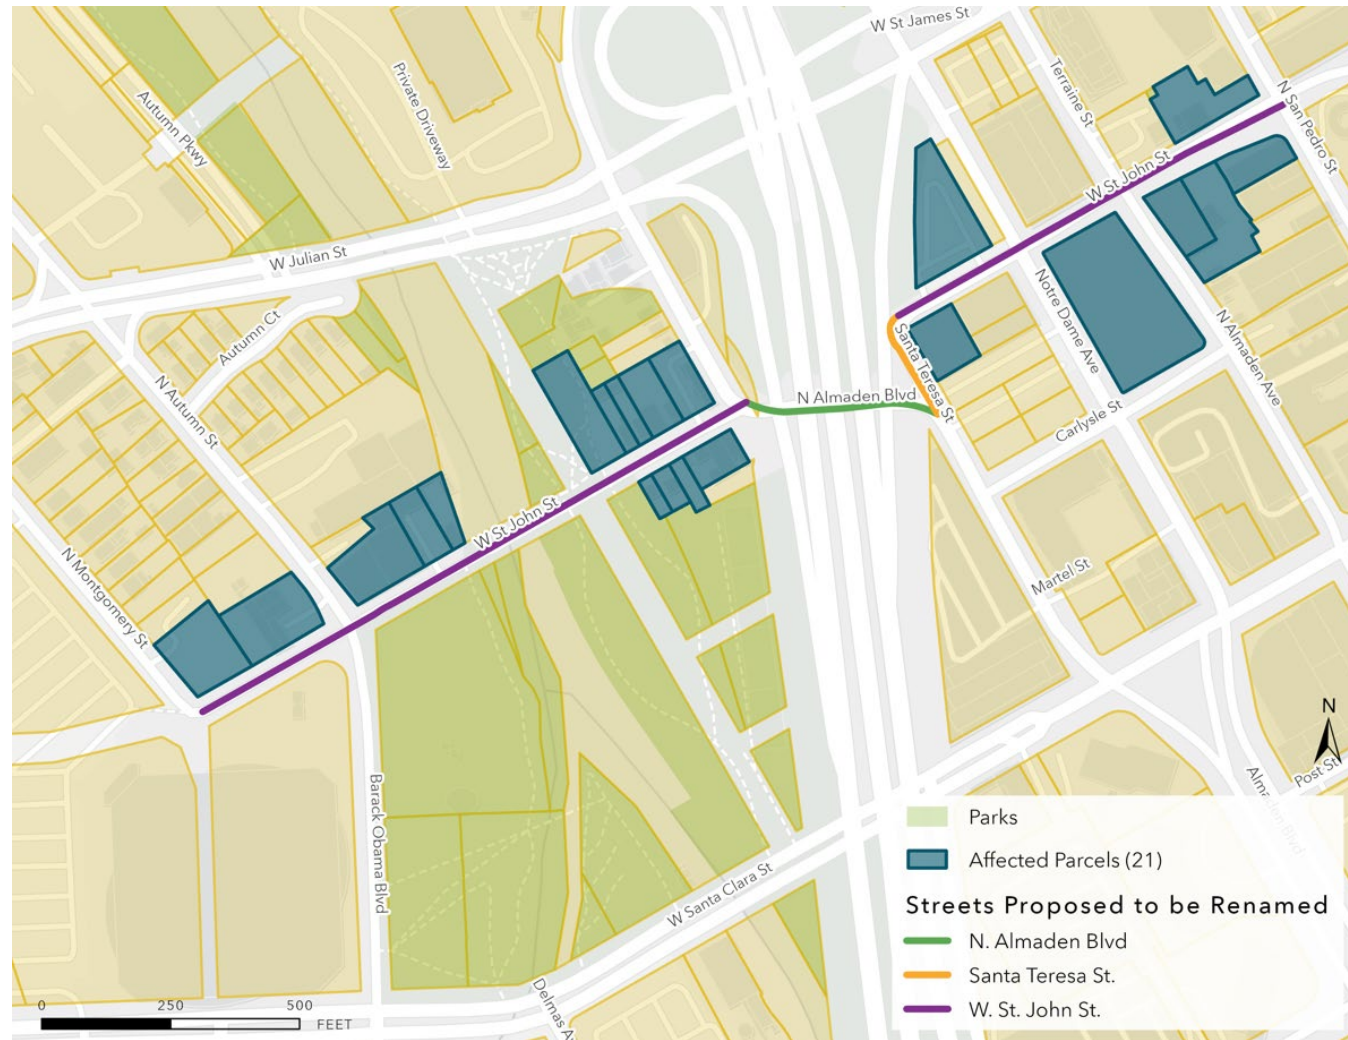 W St James St
Terraine St
N San Pedro St
Private Driveway
Autumn Pkwy
W St John St
W Julian St
Autumn Ct
N Autumn St
Notre Dame Ave
N Almaden Ave
Santa Teresa St
N Almaden Blvd
Carlysle St
W St John St
N Montgomery St
Martel St
N
Post St
Almaden Blvd
Barack Obama Blvd
W Santa Clara St
Delmas A
Parks
Affected Parcels (21)
Streets Proposed to be Renamed
N. Almaden Blvd
Santa Teresa St.
W. St. John St.
0 250 500
FEET